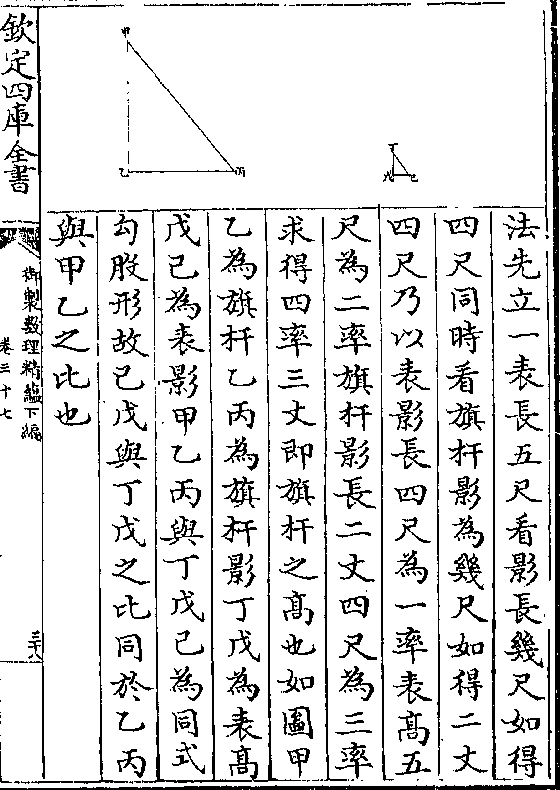 甲
乙
丙
丁
戊
己
法先立一表長五尺看影長幾尺如得
四尺同時看旗杆影為幾尺如得二丈
四尺乃以表影長四尺為一率表高五
尺為二率旗杆影長二丈四尺為三率
求得四率三丈即旗杆之髙也如圖甲
乙為旗杆乙丙為旗杆影丁戊為表髙
戊己為表影甲乙丙與丁戊己為同式
勾股形故己戊與丁戊之比同於乙丙
與甲乙之比也
欽定四庫全書
御製數理精蘊下編
卷三十七